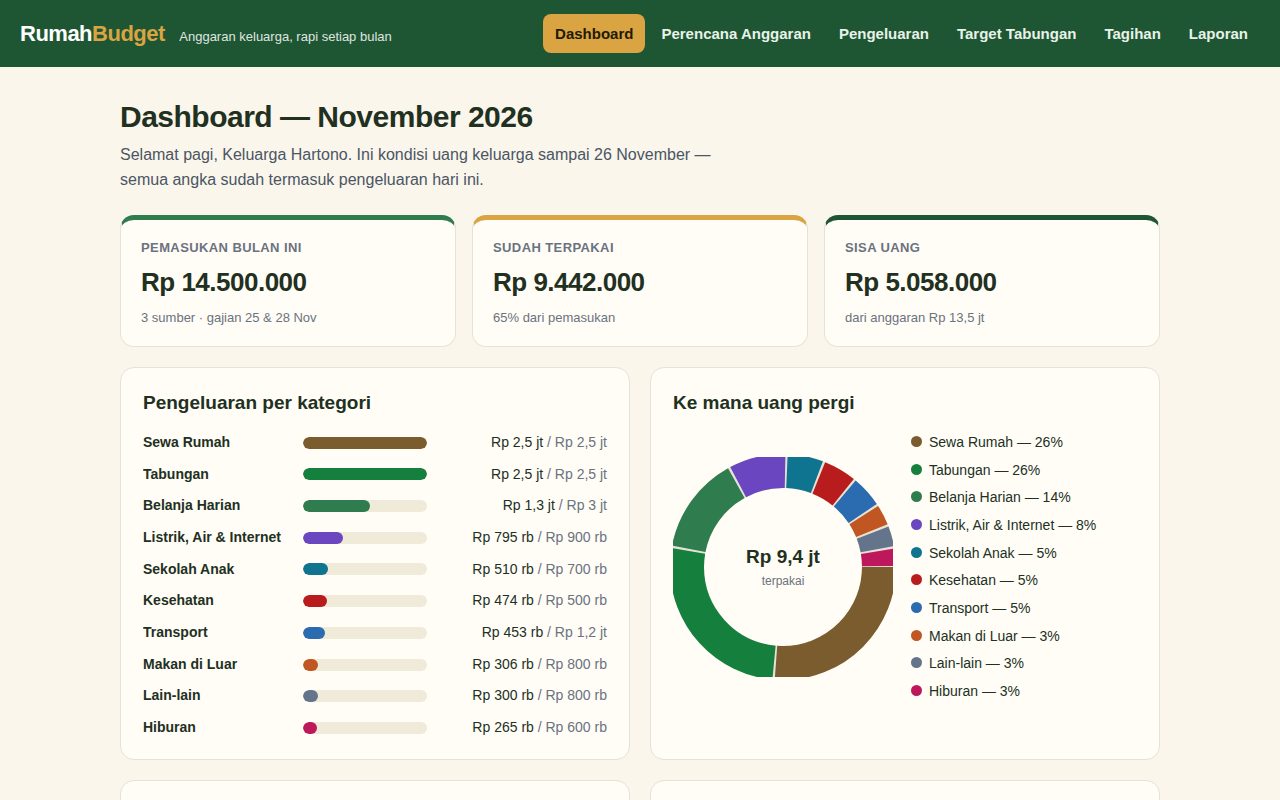 RumahBudget Anggaran keluarga, rapi setiap bulan Dashboard Perencana Anggaran Pengeluaran Target Tabungan Tagihan Laporan
Dashboard — November 2026
Selamat pagi, Keluarga Hartono. Ini kondisi uang keluarga sampai 26 November —
semua angka sudah termasuk pengeluaran hari ini.
PEMASUKAN BULAN INI
Rp 14.500.000
3 sumber · gajian 25 & 28 Nov
SUDAH TERPAKAI
Rp 9.442.000
65% dari pemasukan
SISA UANG
Rp 5.058.000
dari anggaran Rp 13,5 jt
Pengeluaran per kategori
Sewa Rumah Rp 2,5 jt / Rp 2,5 jt
Tabungan Rp 2,5 jt / Rp 2,5 jt
Belanja Harian Rp 1,3 jt / Rp 3 jt
Listrik, Air & Internet Rp 795 rb / Rp 900 rb
Sekolah Anak Rp 510 rb / Rp 700 rb
Kesehatan Rp 474 rb / Rp 500 rb
Transport Rp 453 rb / Rp 1,2 jt
Makan di Luar Rp 306 rb / Rp 800 rb
Lain-lain Rp 300 rb / Rp 800 rb
Hiburan Rp 265 rb / Rp 600 rb
Ke mana uang pergi
Rp 9,4 jt
terpakai
Sewa Rumah — 26%
Tabungan — 26%
Belanja Harian — 14%
Listrik, Air & Internet — 8%
Sekolah Anak — 5%
Kesehatan — 5%
Transport — 5%
Makan di Luar — 3%
Lain-lain — 3%
Hiburan — 3%